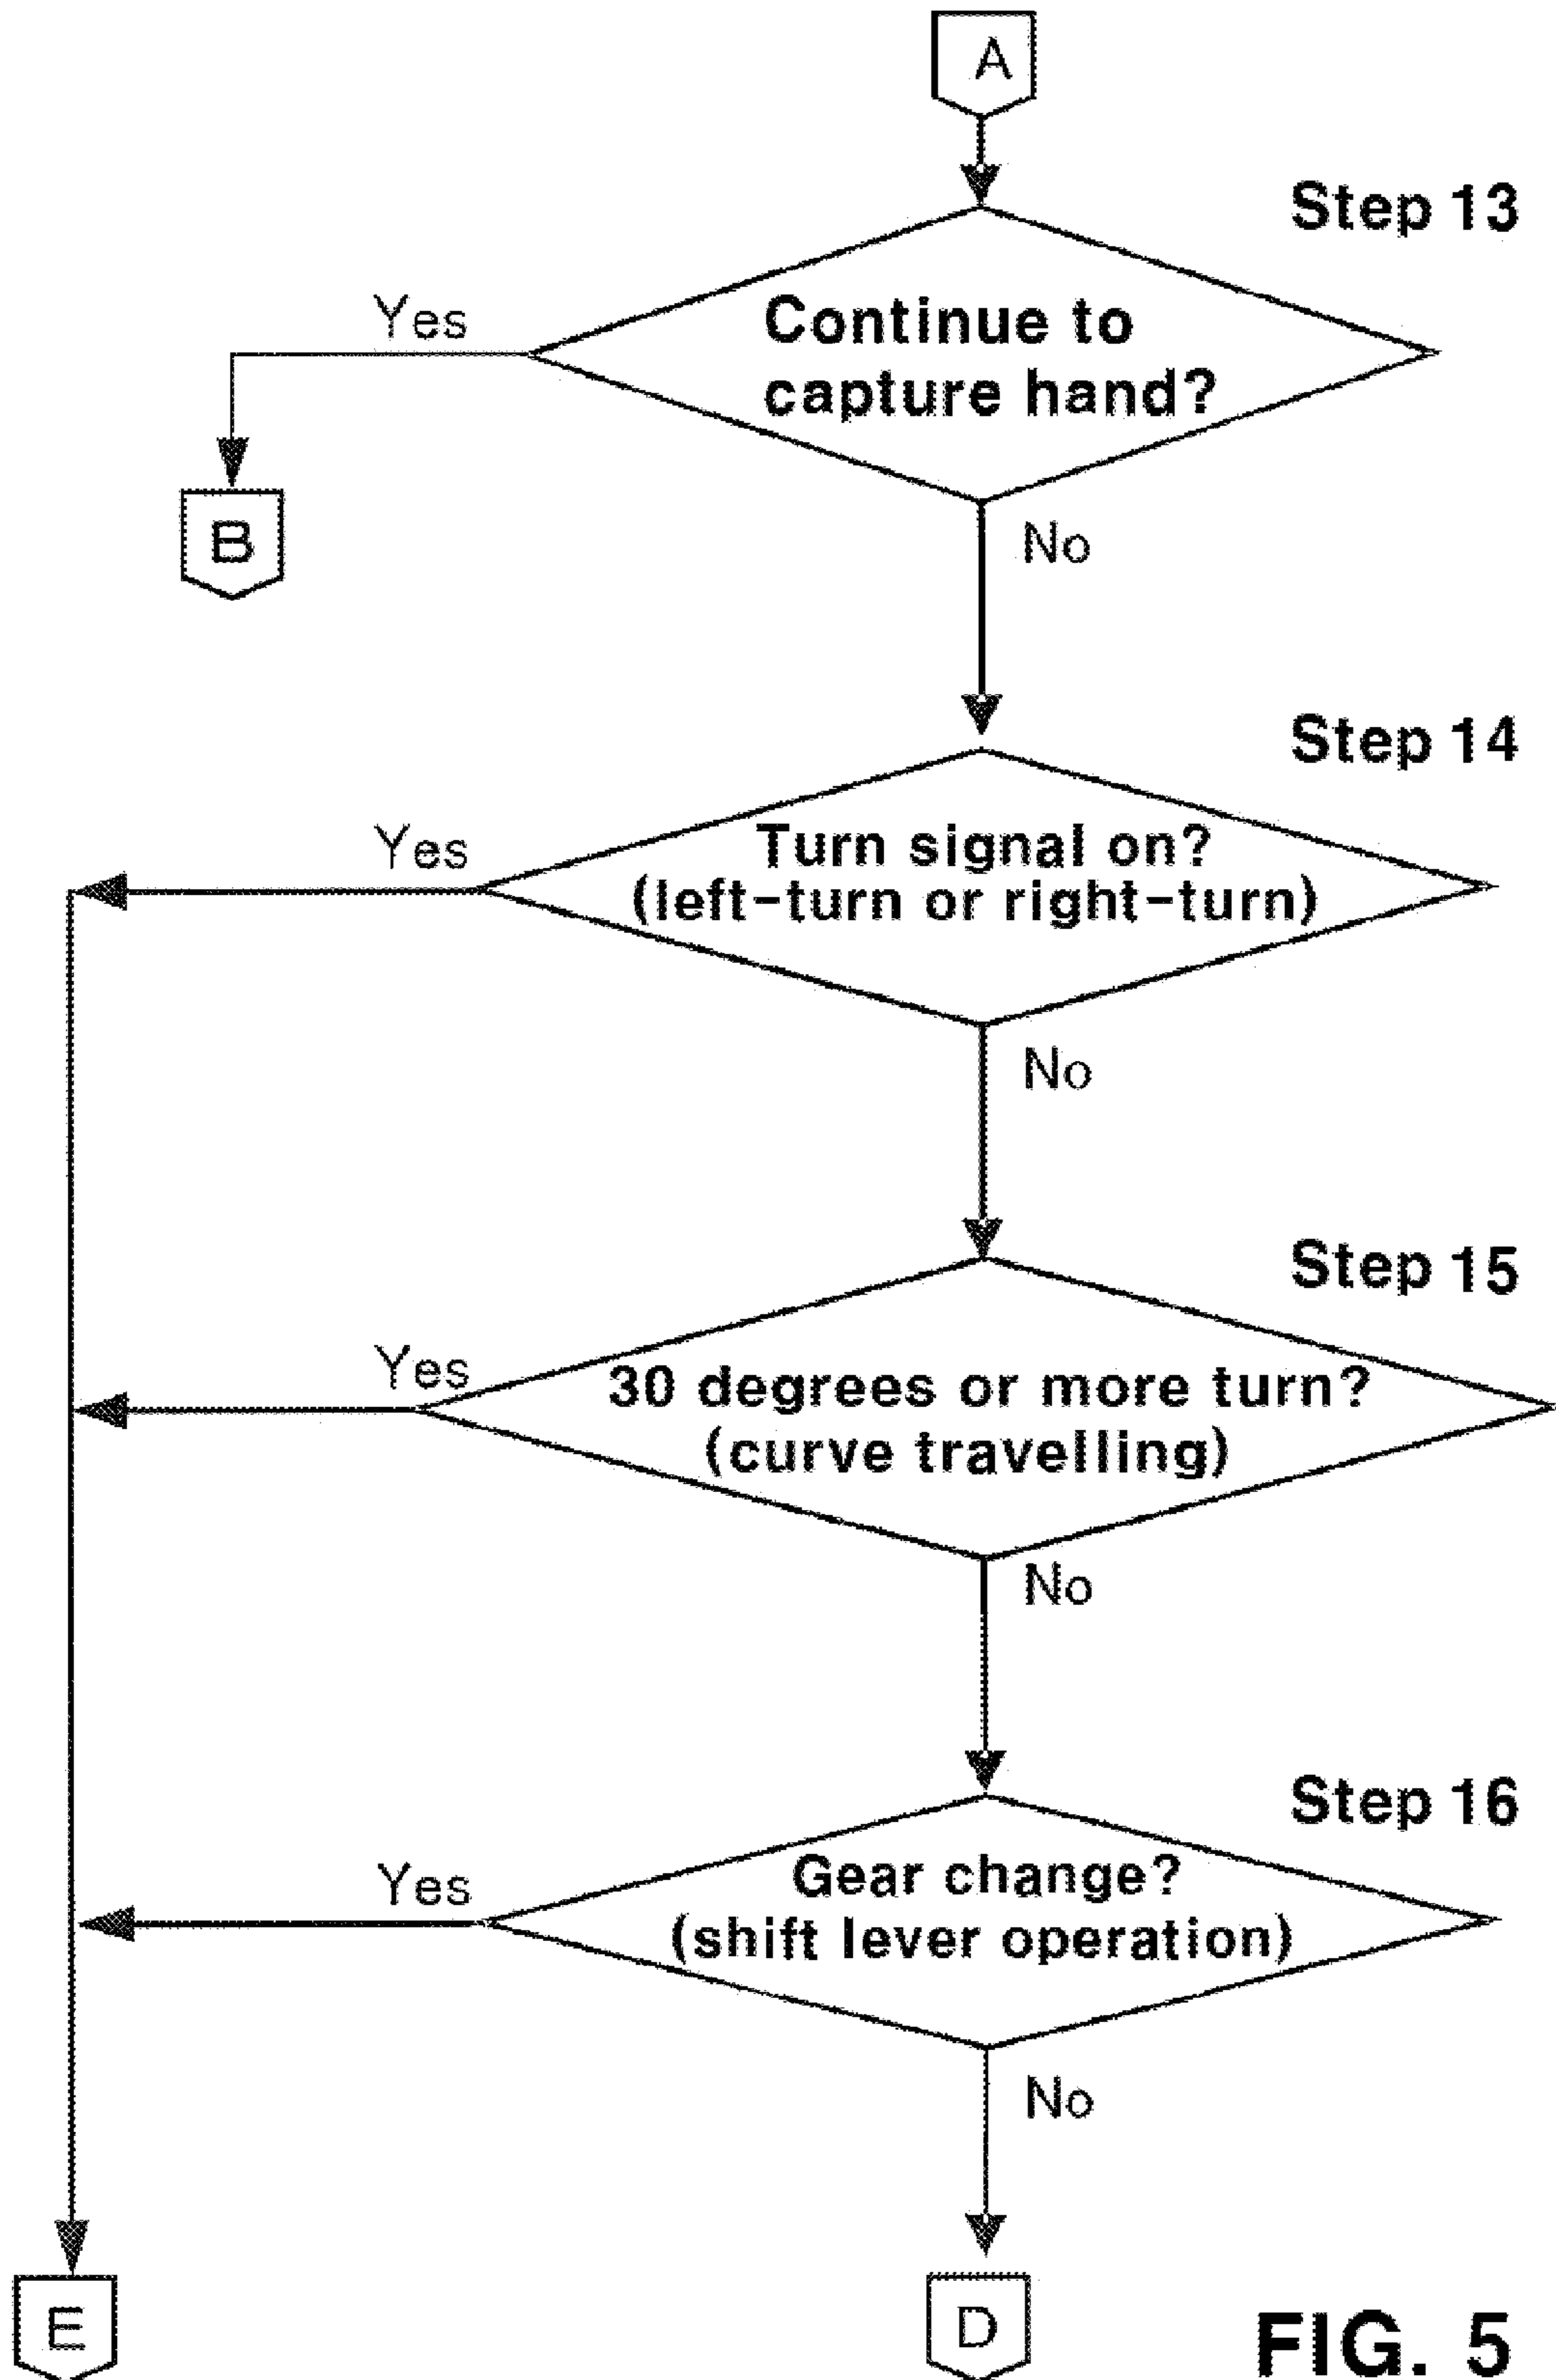 A
Step 13
Yes
Continue to
capture hand?
B
No
Step 14
Yes
Turn signal on?
(left-turn or right-turn)
No
Step 15
Yes
30 degrees or more turn?
(curve travelling)
No
Step 16
Yes
Gear change?
(shift lever operation)
No
E
D
FIG. 5